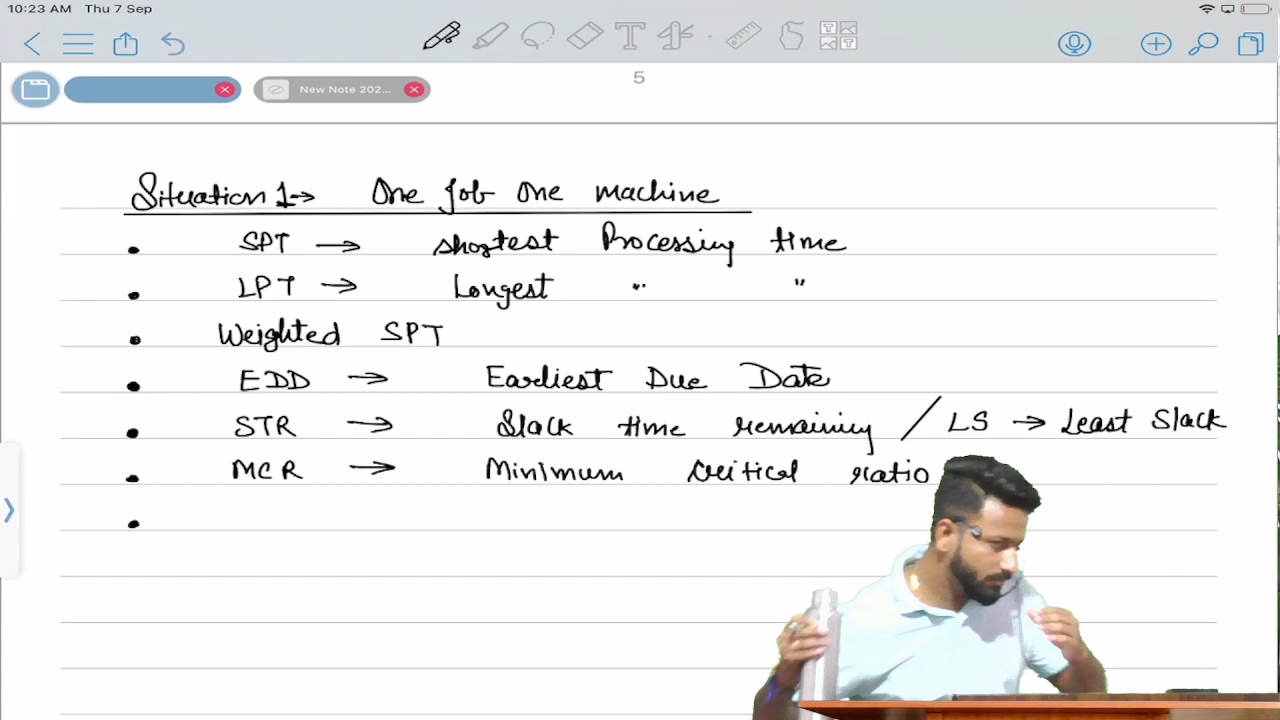 10:23 AM Thu 7 Sep
New Note 202...
5
Situation 1→ One Job One machine
• SPT → Shortest Processing time
• LPT → Longest " "
• Weighted SPT
• EDD → Earliest Due Date
• STR → Slack time remaining / LS → Least Slack
• MCR → Minimum critical ratio
•